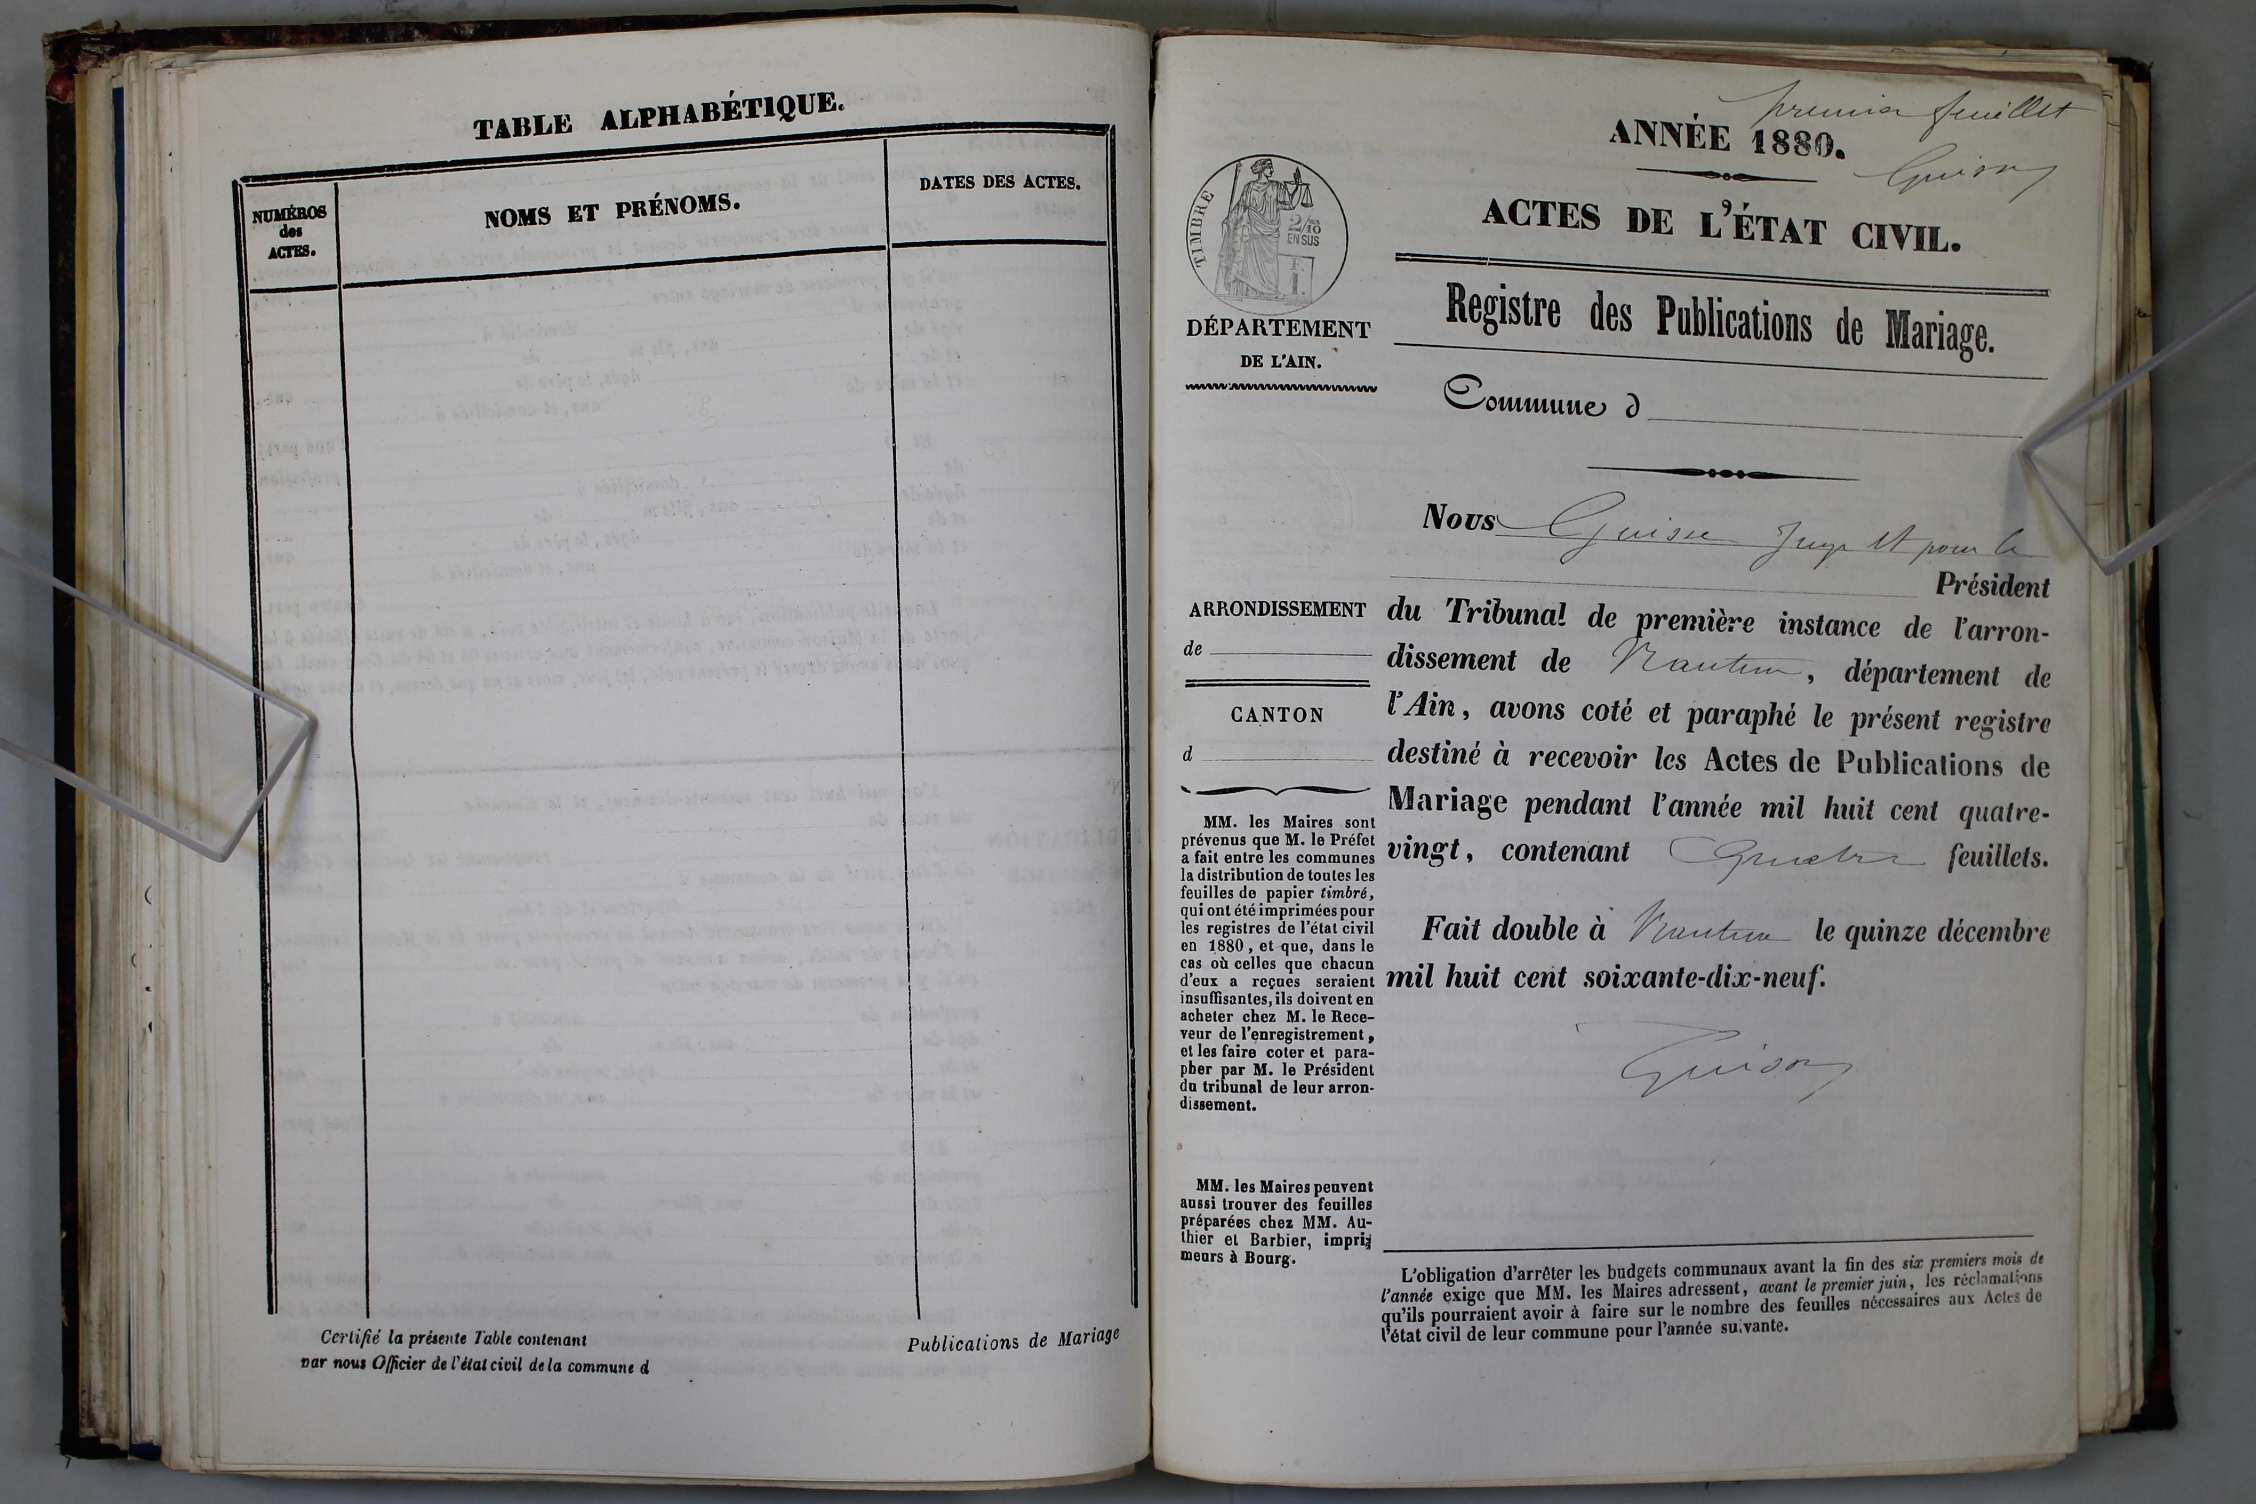 TABLE ALPHABÉTIQUE.
NUMÉROS
des
ACTES.
NOMS ET PRÉNOMS.
DATES DES ACTES.
Certifié la présente Table contenant
Publications de Mariage
par nous Officier de l'état civil de la commune d
premier feuillet
ANNÉE 1880.
ACTES DE L'ÉTAT CIVIL.
TIMBRE
2/10
EN SUS
F.
1.
DÉPARTEMENT
DE L'AIN.
Registre des Publications de Mariage.
Commune d
Nous Juge et pour le
Président
ARRONDISSEMENT
de
CANTON
d
du Tribunal de première instance de l'arron-
dissement de Nantua, département de
l'Ain, avons coté et paraphé le présent registre
destiné à recevoir les Actes de Publications de
Mariage pendant l'année mil huit cent quatre-
vingt, contenant Quatre feuillets.
Fait double à Nantua le quinze décembre
mil huit cent soixante-dix-neuf.
MM. les Maires sont
prévenus que M. le Préfet
a fait entre les communes
la distribution de toutes les
feuilles de papier timbré,
qui ont été imprimées pour
les registres de l'état civil
en 1880, et que, dans le
cas où celles que chacun
d'eux a reçues seraient
insuffisantes, ils doivent en
acheter chez M. le Rece-
veur de l'enregistrement,
et les faire coter et para-
pher par M. le Président
du tribunal de leur arron-
dissement.
MM. les Maires peuvent
aussi trouver des feuilles
préparées chez MM. Au-
thier et Barbier, impri-
meurs à Bourg.
L'obligation d'arrêter les budgets communaux avant la fin des six premiers mois de
l'année exige que MM. les Maires adressent, avant le premier juin, les réclamations
qu'ils pourraient avoir à faire sur le nombre des feuilles nécessaires aux Actes de
l'état civil de leur commune pour l'année suivante.